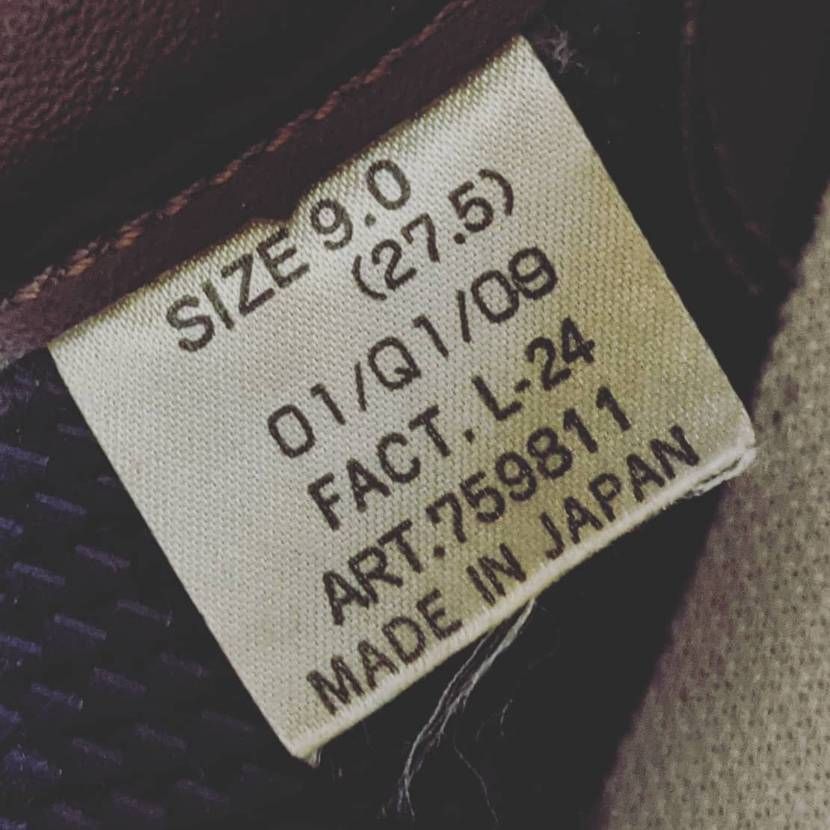 SIZE 9.0
(27.5)
01/Q1/09
FACT. L-24
ART.759811
MADE IN JAPAN